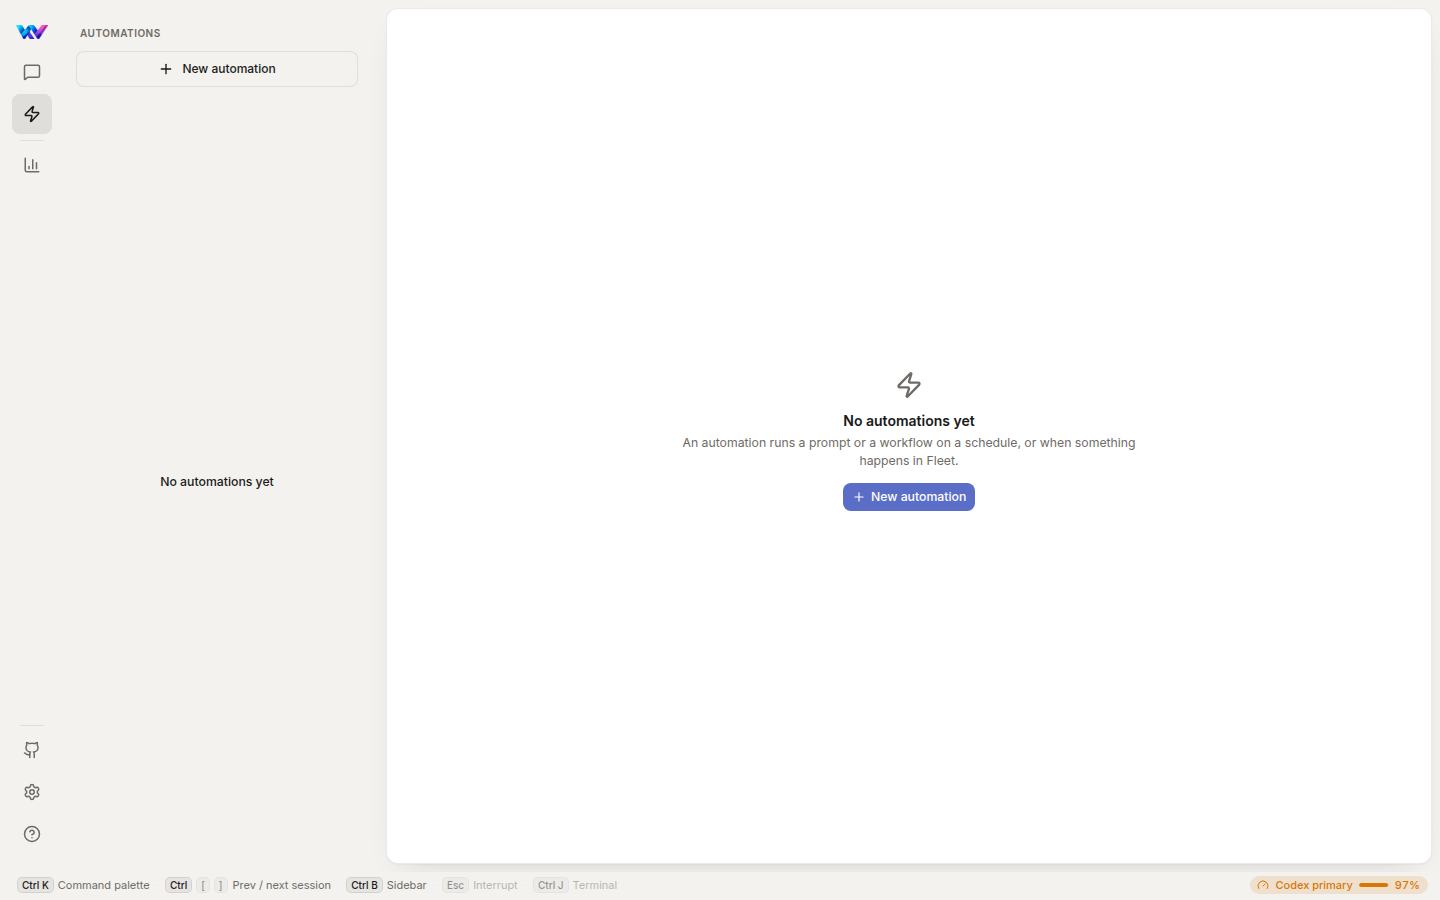 AUTOMATIONS
New automation
No automations yet
No automations yet
An automation runs a prompt or a workflow on a schedule, or when something
happens in Fleet.
New automation
Ctrl K Command palette Ctrl [ ] Prev / next session Ctrl B Sidebar Esc Interrupt Ctrl J Terminal Codex primary 97%